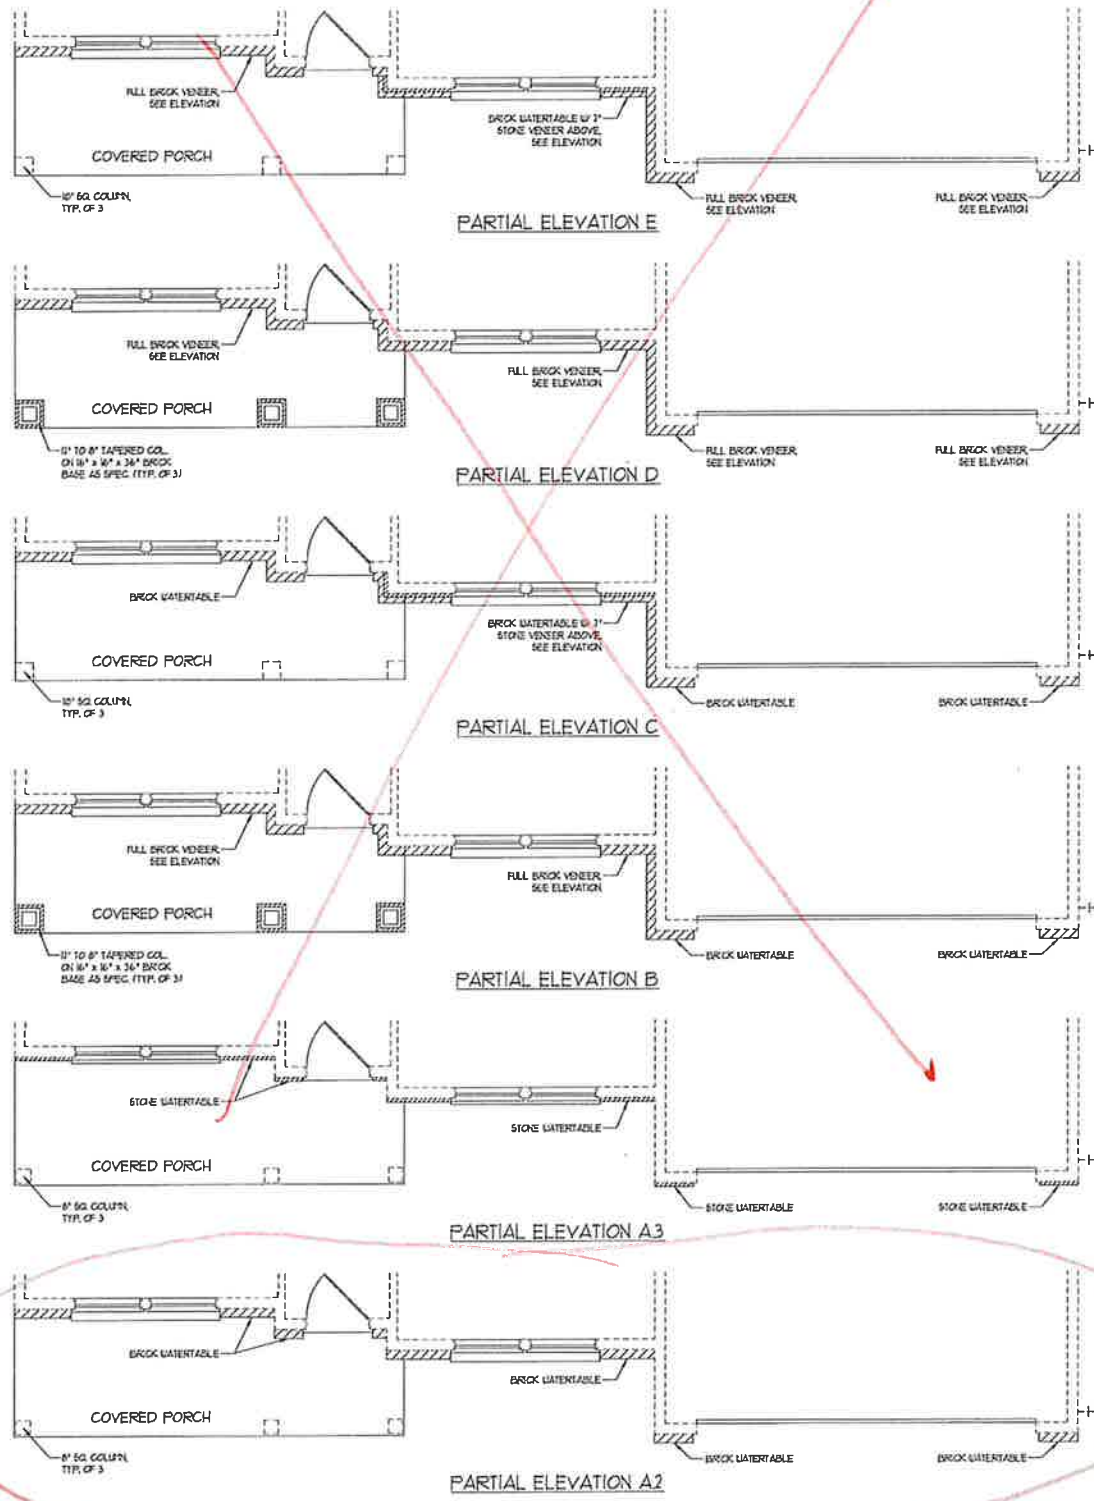 FULL BRICK VENEER,
SEE ELEVATION
BRICK WATERTABLE W/ 3"
STONE VENEER ABOVE,
SEE ELEVATION
COVERED PORCH
10" SQ. COLUMN,
TYP. OF 3
FULL BRICK VENEER,
SEE ELEVATION
FULL BRICK VENEER,
SEE ELEVATION
PARTIAL ELEVATION E
FULL BRICK VENEER,
SEE ELEVATION
FULL BRICK VENEER,
SEE ELEVATION
COVERED PORCH
TO 8" TAPERED COL.
ON 16" x 16" x 36" BRICK
BASE AS SPEC. (TYP. OF 3)
FULL BRICK VENEER,
SEE ELEVATION
FULL BRICK VENEER,
SEE ELEVATION
PARTIAL ELEVATION D
BRICK WATERTABLE
BRICK WATERTABLE W/ 3"
STONE VENEER ABOVE,
SEE ELEVATION
COVERED PORCH
10" SQ. COLUMN,
TYP. OF 3
BRICK WATERTABLE
BRICK WATERTABLE
PARTIAL ELEVATION C
FULL BRICK VENEER,
SEE ELEVATION
FULL BRICK VENEER,
SEE ELEVATION
COVERED PORCH
TO 8" TAPERED COL.
ON 16" x 16" x 36" BRICK
BASE AS SPEC. (TYP. OF 3)
BRICK WATERTABLE
BRICK WATERTABLE
PARTIAL ELEVATION B
STONE WATERTABLE
STONE WATERTABLE
COVERED PORCH
8" SQ. COLUMN,
TYP. OF 3
STONE WATERTABLE
STONE WATERTABLE
PARTIAL ELEVATION A3
BRICK WATERTABLE
BRICK WATERTABLE
COVERED PORCH
8" SQ. COLUMN,
TYP. OF 3
BRICK WATERTABLE
BRICK WATERTABLE
PARTIAL ELEVATION A2